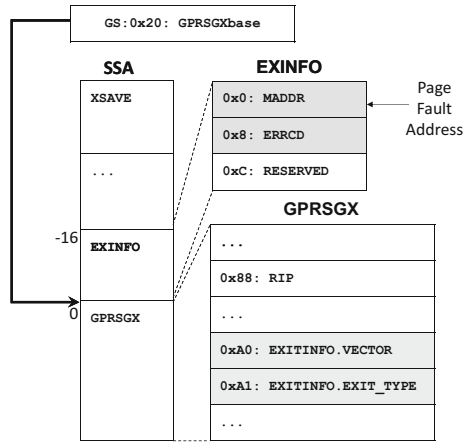 GS:0x20: GPRSGXbase
SSA
XSAVE
...
-16
EXINFO
0
GPRSGX
EXINFO
0x0: MADDR
0x8: ERRCD
0xC: RESERVED
Page
Fault
Address
GPRSGX
...
0x88: RIP
...
0xA0: EXITINFO.VECTOR
0xA1: EXITINFO.EXIT_TYPE
...